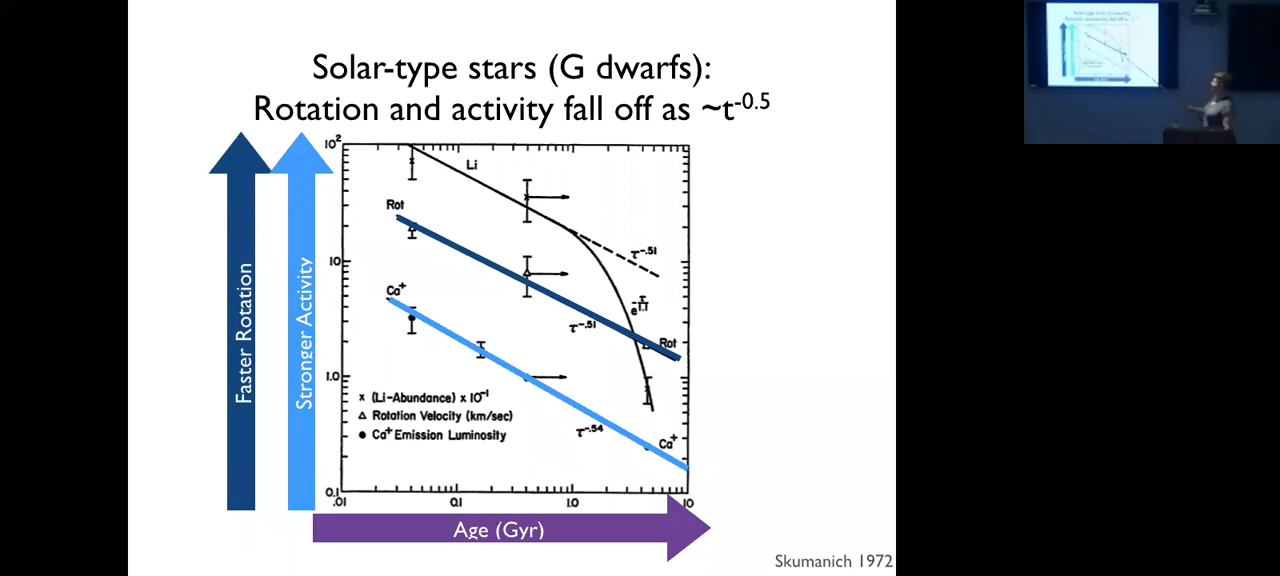 Solar-type stars (G dwarfs):
Rotation and activity fall off as ~t-0.5
Faster Rotation
Stronger Activity
10²
10
1.0
0.1
Li
Rot
Ca+
τ-.51
τ-.51
Rot
τ-.54
Ca+
x (Li-Abundance) x 10-1
△ Rotation Velocity (km/sec)
● Ca+ Emission Luminosity
.01
0.1
1.0
10
Age (Gyr)
Skumanich 1972